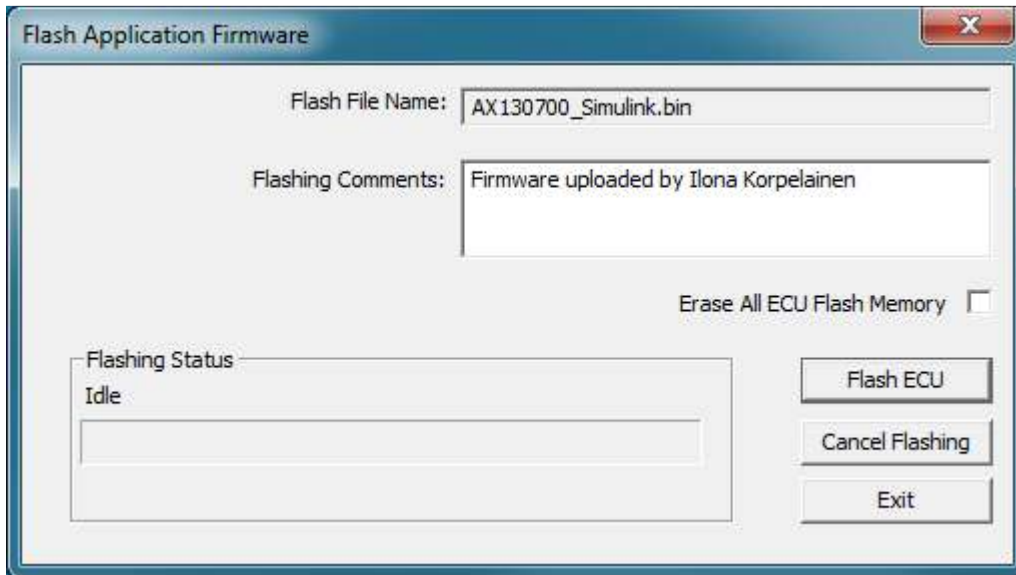 Flash Application Firmware
Flash File Name: AX130700_Simulink.bin
Flashing Comments: Firmware uploaded by Ilona Korpelainen
Erase All ECU Flash Memory
Flashing Status
Idle
Flash ECU
Cancel Flashing
Exit